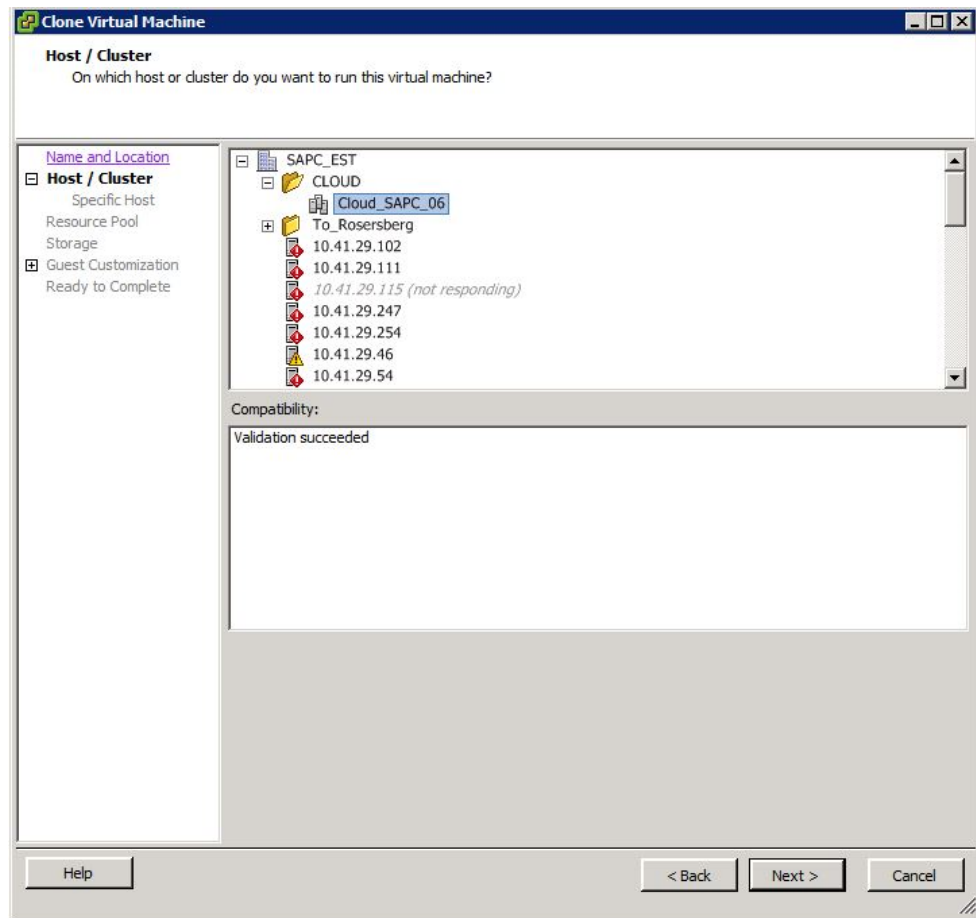 Clone Virtual Machine
Host / Cluster
On which host or cluster do you want to run this virtual machine?
Name and Location
Host / Cluster
Specific Host
Resource Pool
Storage
Guest Customization
Ready to Complete
SAPC_EST
CLOUD
Cloud_SAPC_06
To_Rosersberg
10.41.29.102
10.41.29.111
10.41.29.115 (not responding)
10.41.29.247
10.41.29.254
10.41.29.46
10.41.29.54
Compatibility:
Validation succeeded
Help
< Back
Next >
Cancel